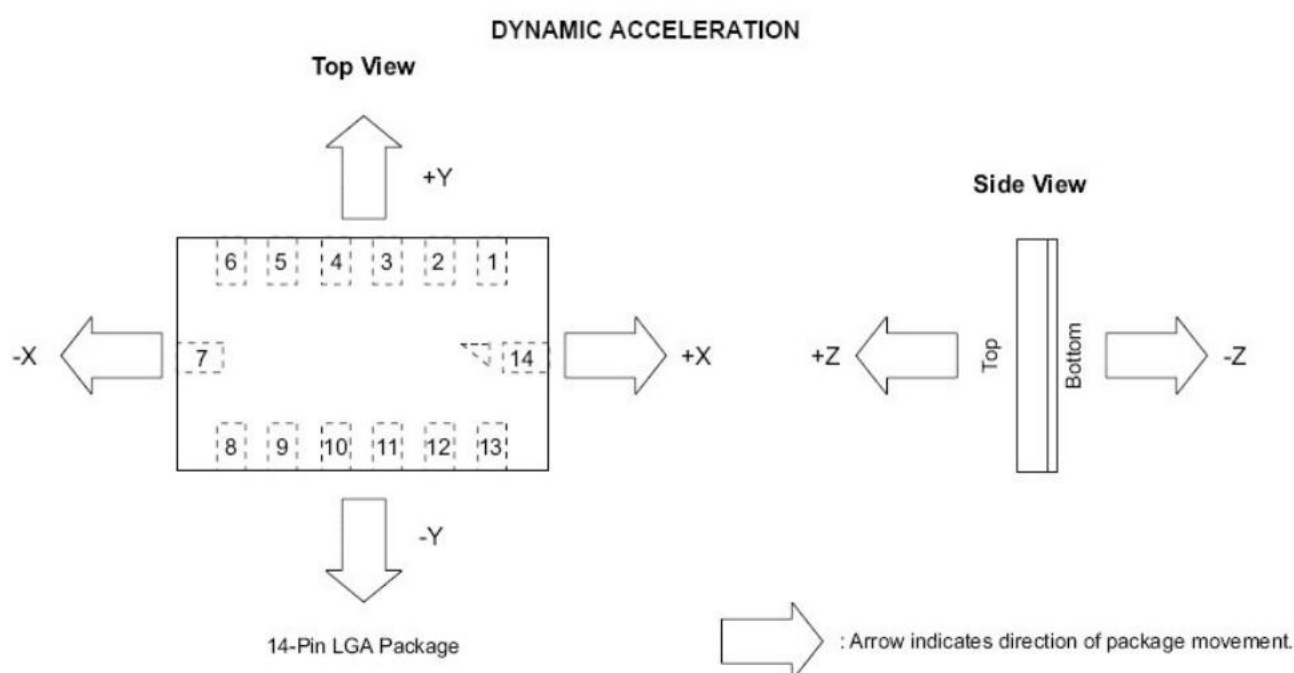 DYNAMIC ACCELERATION
Top View
+Y
Side View
6 5 4 3 2 1
-X
7
14
+X
+Z
Top
Bottom
-Z
8 9 10 11 12 13
-Y
14-Pin LGA Package
: Arrow indicates direction of package movement.